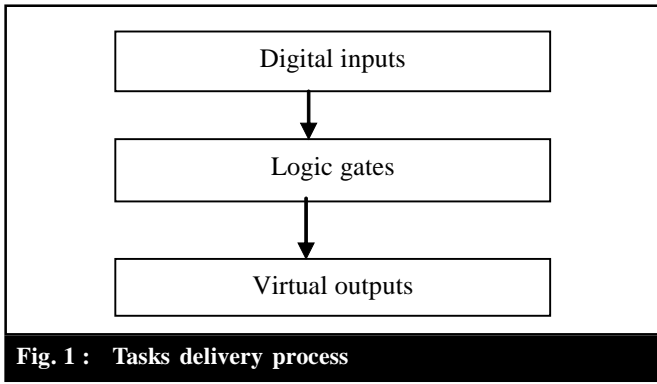 Digital inputs
Logic gates
Virtual outputs
Fig. 1 : Tasks delivery process